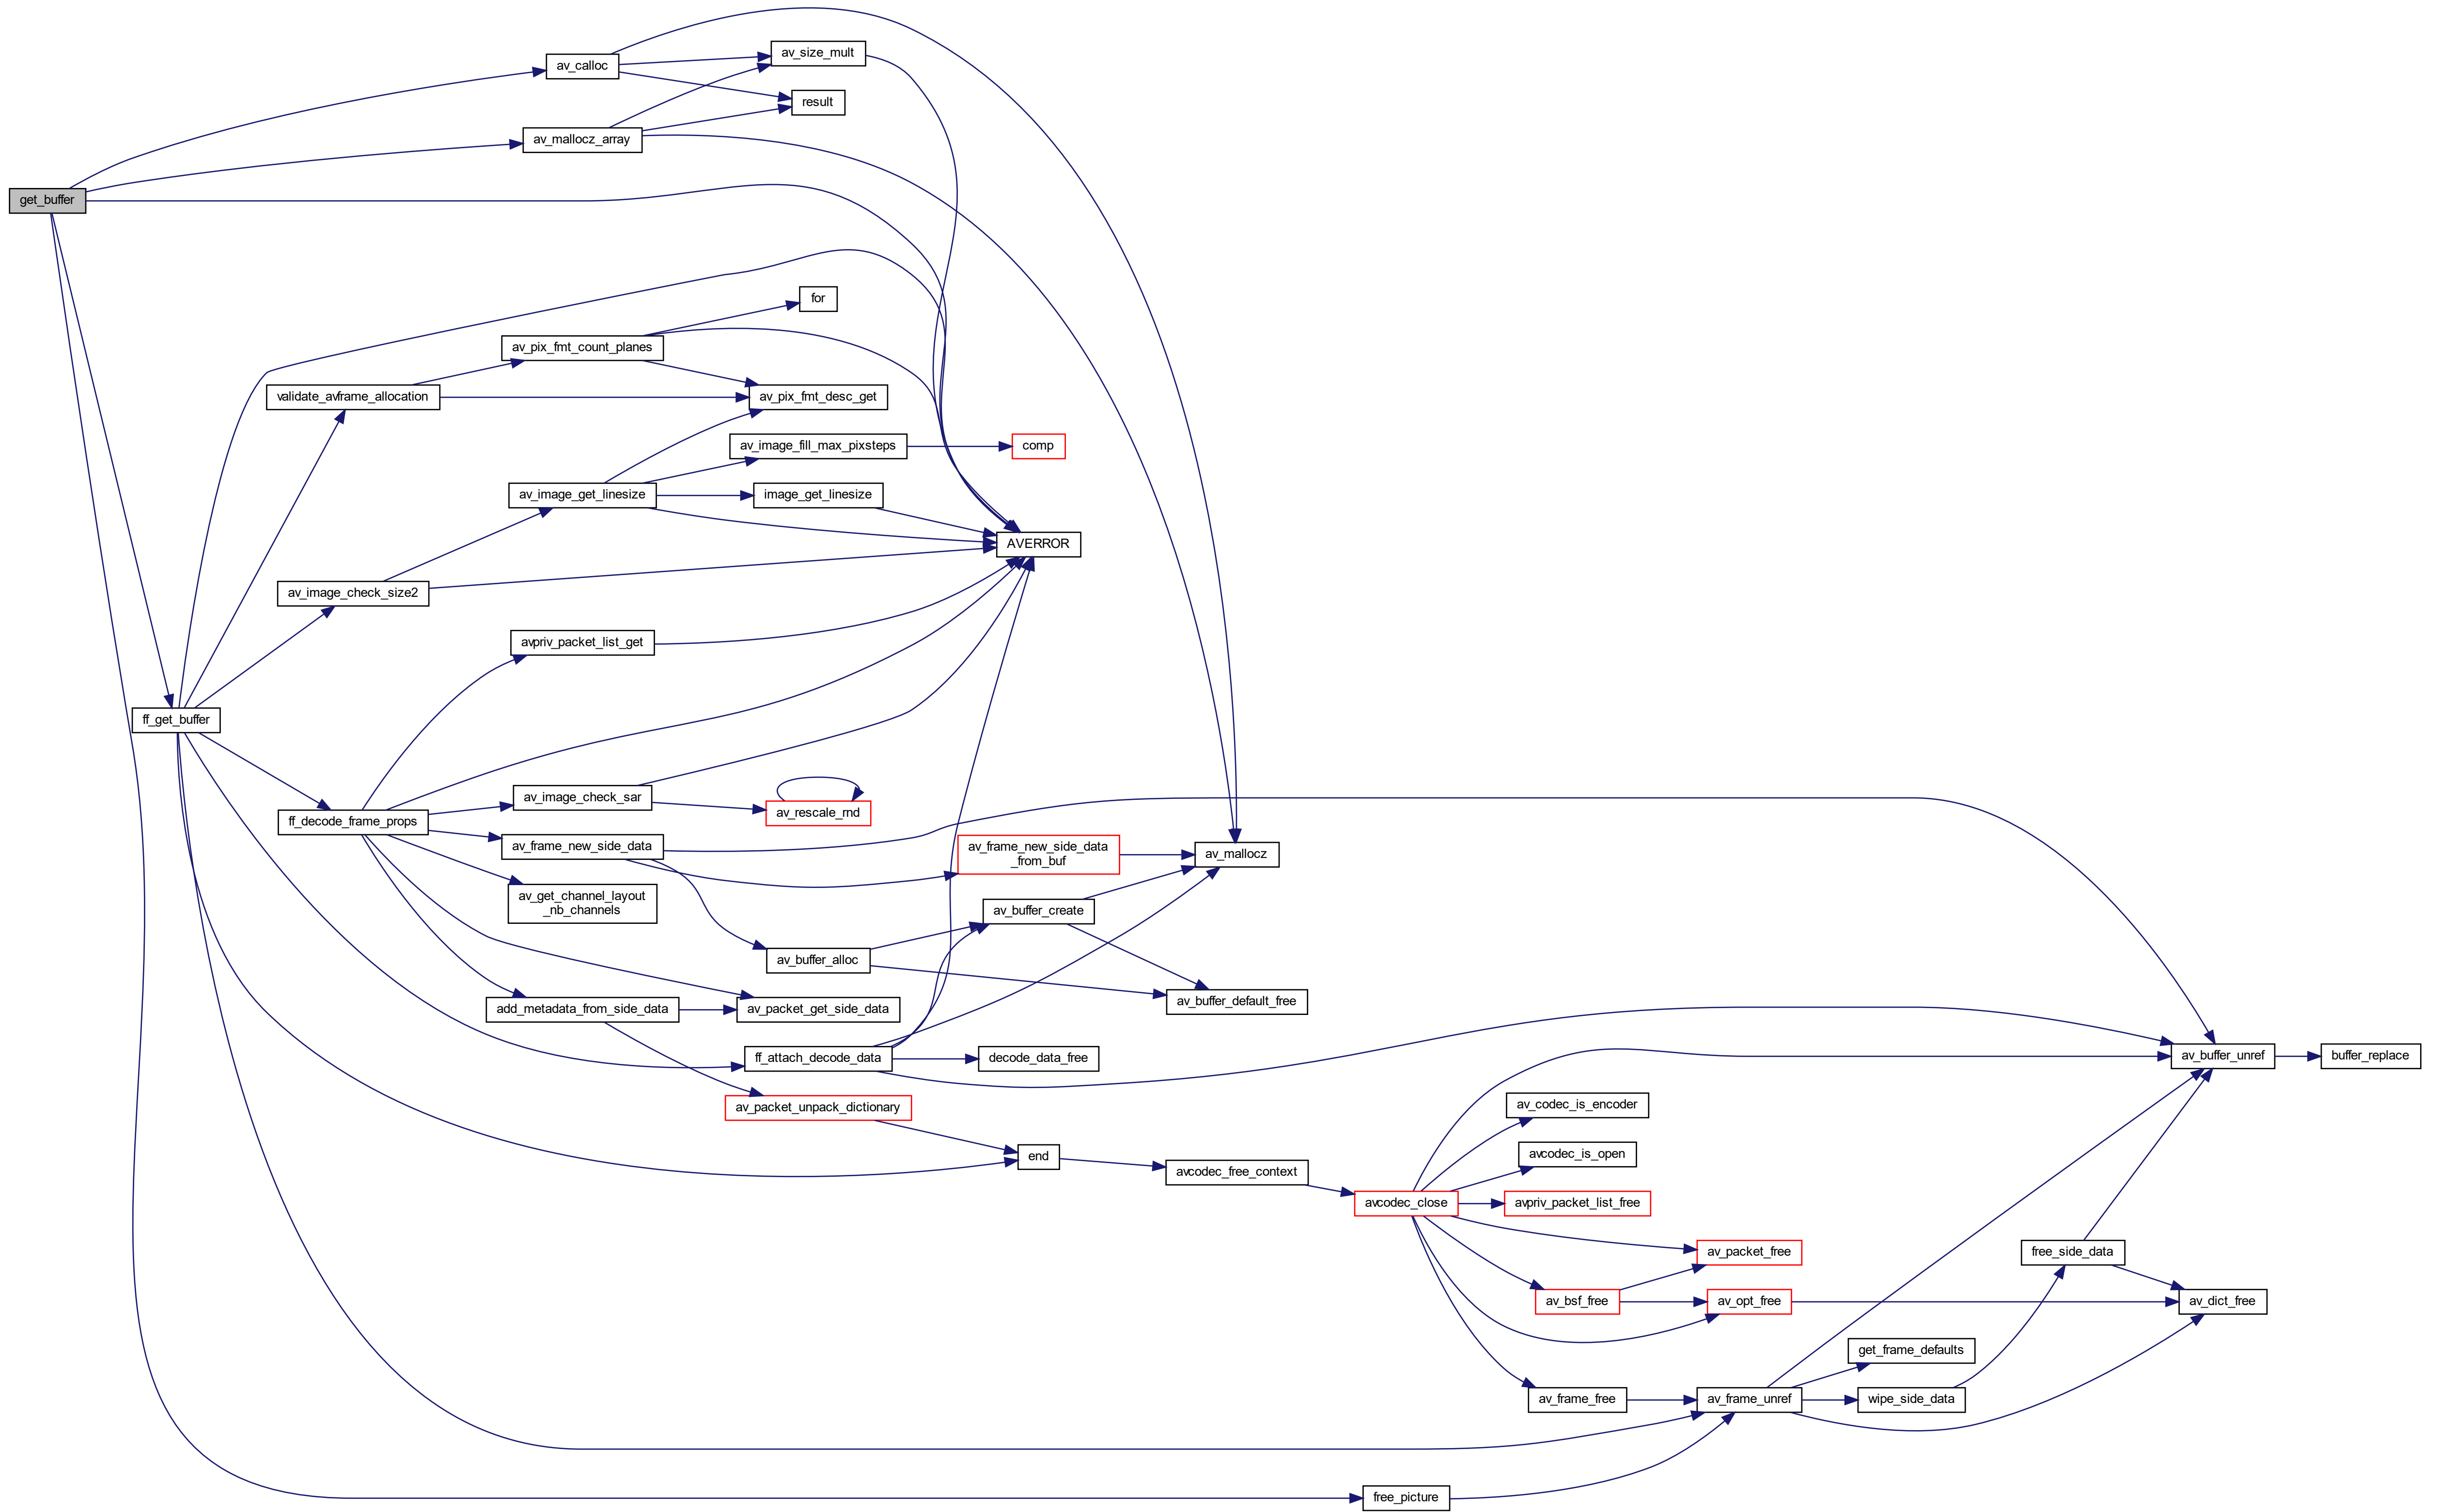 av_size_mult
av_calloc
result
av_mallocz_array
get_buffer
for
av_pix_fmt_count_planes
validate_avframe_allocation
av_pix_fmt_desc_get
av_image_fill_max_pixsteps
comp
av_image_get_linesize
image_get_linesize
AVERROR
av_image_check_size2
avpriv_packet_list_get
ff_get_buffer
av_image_check_sar
av_rescale_rnd
ff_decode_frame_props
av_frame_new_side_data
av_frame_new_side_data
_from_buf
av_mallocz
av_get_channel_layout
_nb_channels
av_buffer_create
av_buffer_alloc
av_buffer_default_free
add_metadata_from_side_data
av_packet_get_side_data
ff_attach_decode_data
decode_data_free
av_buffer_unref
buffer_replace
av_packet_unpack_dictionary
av_codec_is_encoder
end
avcodec_is_open
avcodec_free_context
avcodec_close
avpriv_packet_list_free
av_packet_free
free_side_data
av_bsf_free
av_opt_free
av_dict_free
get_frame_defaults
av_frame_free
av_frame_unref
wipe_side_data
free_picture